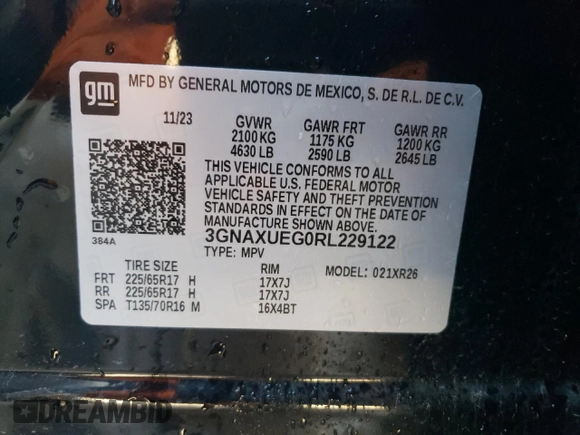 gm
MFD BY GENERAL MOTORS DE MEXICO, S. DE R.L. DE C.V.
11/23 GVWR GAWR FRT GAWR RR
2100 KG 1175 KG 1200 KG
4630 LB 2590 LB 2645 LB
THIS VEHICLE CONFORMS TO ALL
APPLICABLE U.S. FEDERAL MOTOR
VEHICLE SAFETY AND THEFT PREVENTION
STANDARDS IN EFFECT ON THE DATE OF
MANUFACTURE SHOWN ABOVE.
384A
3GNAXUEG0RL229122
TYPE: MPV
TIRE SIZE RIM MODEL: 021XR26
FRT 225/65R17 H 17X7J
RR 225/65R17 H 17X7J
SPA T135/70R16 M 16X4BT
DREAMBID